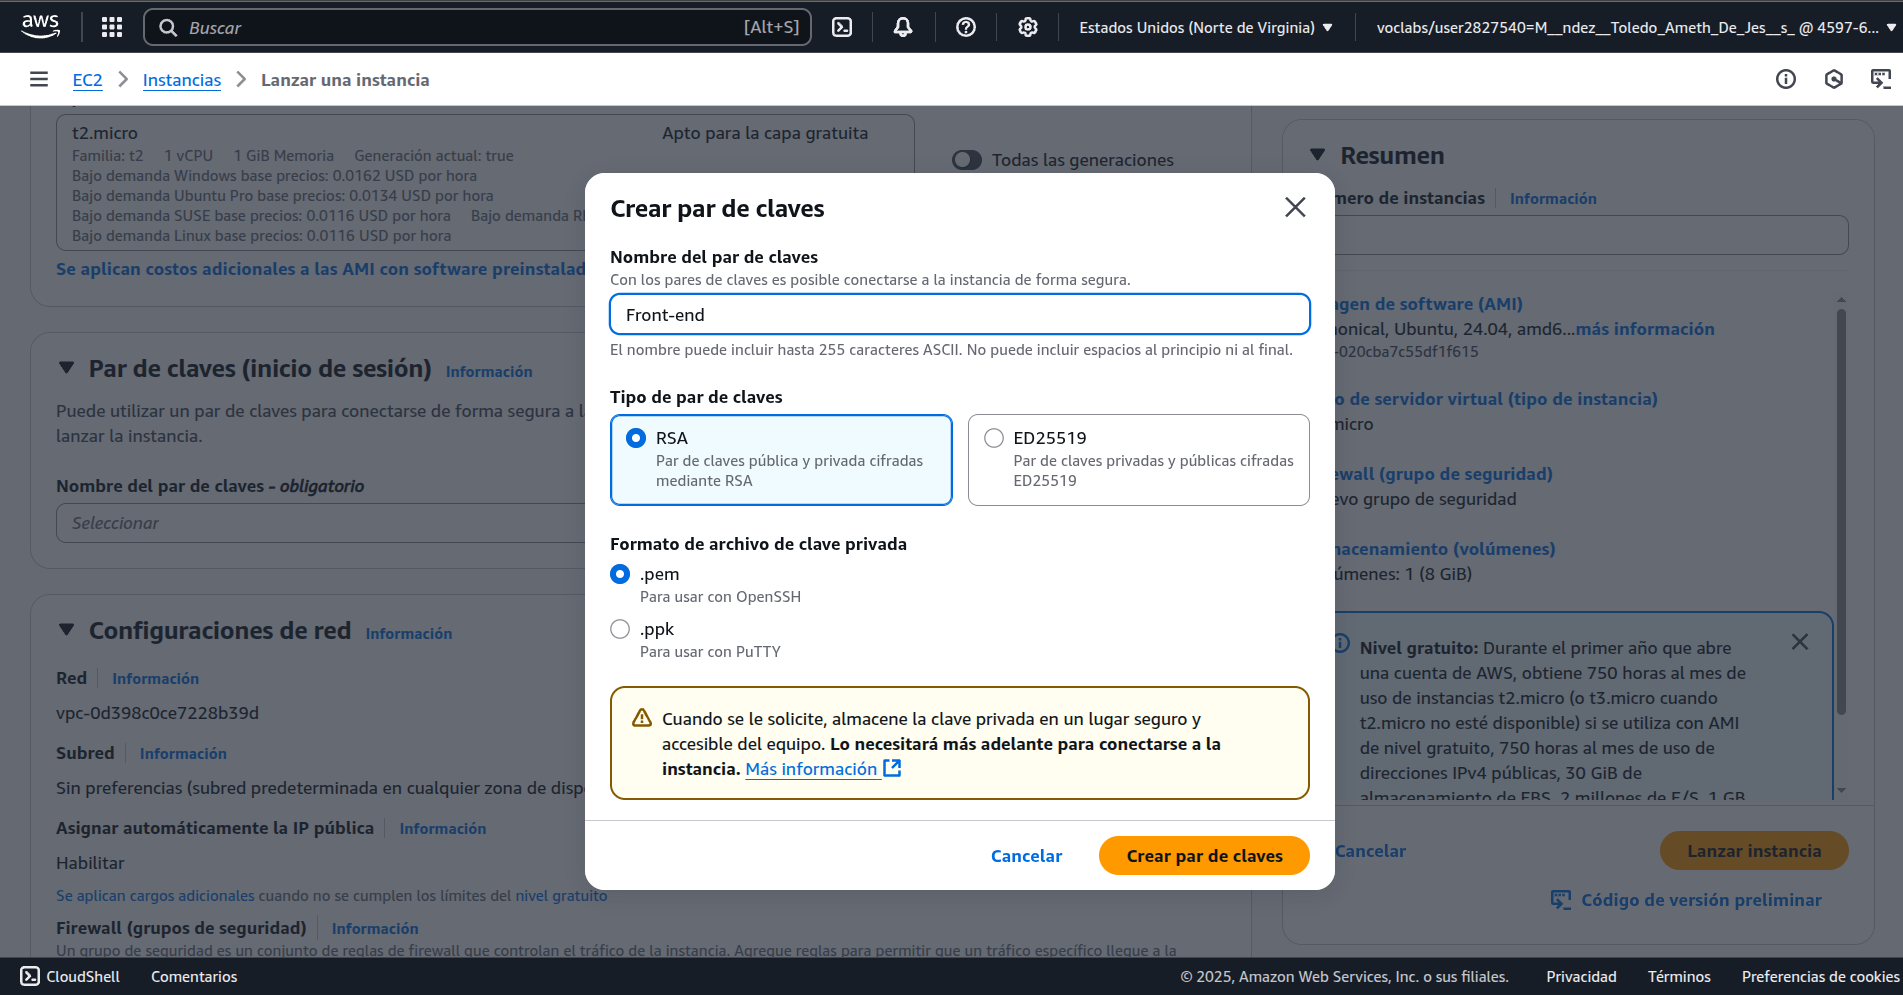 aws
Buscar
[Alt+S]
Estados Unidos (Norte de Virginia)
voclabs/user2827540=M__ndez__Toledo_Ameth_De_Jes__s_ @ 4597-6...
EC2
Instancias
Lanzar una instancia
t2.micro
Apto para la capa gratuita
Familia: t2 1 vCPU 1 GiB Memoria Generación actual: true
Bajo demanda Windows base precios: 0.0162 USD por hora
Bajo demanda Ubuntu Pro base precios: 0.0134 USD por hora
Bajo demanda SUSE base precios: 0.0116 USD por hora Bajo demanda
Bajo demanda Linux base precios: 0.0116 USD por hora
Todas las generaciones
Se aplican costos adicionales a las AMI con software preinstalad
Par de claves (inicio de sesión) Información
Puede utilizar un par de claves para conectarse de forma segura a
lanzar la instancia.
Nombre del par de claves - obligatorio
Seleccionar
Configuraciones de red Información
Red Información
vpc-0d398c0ce7228b39d
Subred Información
Sin preferencias (subred predeterminada en cualquier zona de disp
Asignar automáticamente la IP pública Información
Habilitar
Se aplican cargos adicionales cuando no se cumplen los límites del nivel gratuito
Firewall (grupos de seguridad) Información
Un grupo de seguridad es un conjunto de reglas de firewall que controlan el tráfico de la instancia. Agregue reglas para permitir que un tráfico específico llegue a la
Crear par de claves
Nombre del par de claves
Con los pares de claves es posible conectarse a la instancia de forma segura.
Front-end
El nombre puede incluir hasta 255 caracteres ASCII. No puede incluir espacios al principio ni al final.
Tipo de par de claves
RSA
Par de claves pública y privada cifradas
mediante RSA
ED25519
Par de claves privadas y públicas cifradas
ED25519
Formato de archivo de clave privada
.pem
Para usar con OpenSSH
.ppk
Para usar con PuTTY
Cuando se le solicite, almacene la clave privada en un lugar seguro y
accesible del equipo. Lo necesitará más adelante para conectarse a la
instancia. Más información
Cancelar
Crear par de claves
Resumen
mero de instancias Información
agen de software (AMI)
nonical, Ubuntu, 24.04, amd6...más información
-020cba7c55df1f615
o de servidor virtual (tipo de instancia)
micro
ewall (grupo de seguridad)
evo grupo de seguridad
macenamiento (volúmenes)
úmenes: 1 (8 GiB)
Nivel gratuito: Durante el primer año que abre
una cuenta de AWS, obtiene 750 horas al mes de
uso de instancias t2.micro (o t3.micro cuando
t2.micro no esté disponible) si se utiliza con AMI
de nivel gratuito, 750 horas al mes de uso de
direcciones IPv4 públicas, 30 GiB de
almacenamiento de EBS, 2 millones de E/S, 1 GB
Cancelar
Lanzar instancia
Código de versión preliminar
CloudShell
Comentarios
© 2025, Amazon Web Services, Inc. o sus filiales.
Privacidad
Términos
Preferencias de cookies